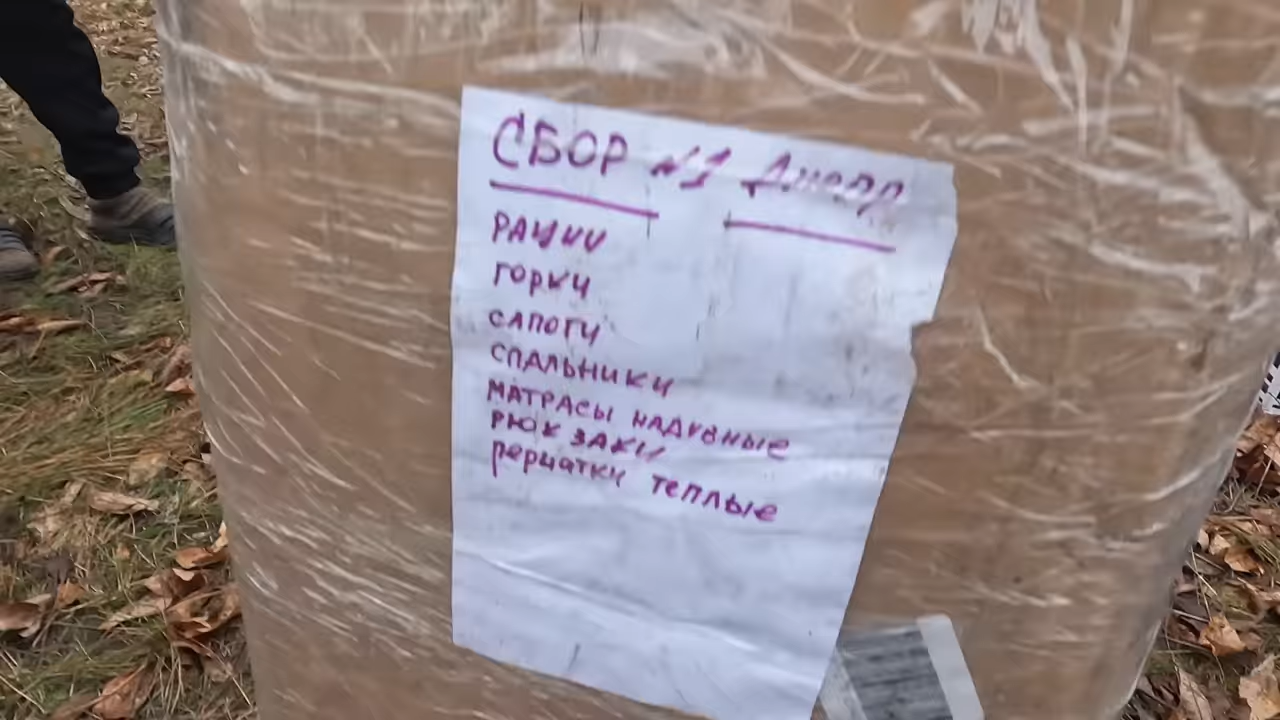 СБОР №1 Днепр
РАЦИИ
ГОРКИ
САПОГИ
СПАЛЬНИКИ
МАТРАСЫ НАДУВНЫЕ
РЮКЗАКИ
перчатки теплые